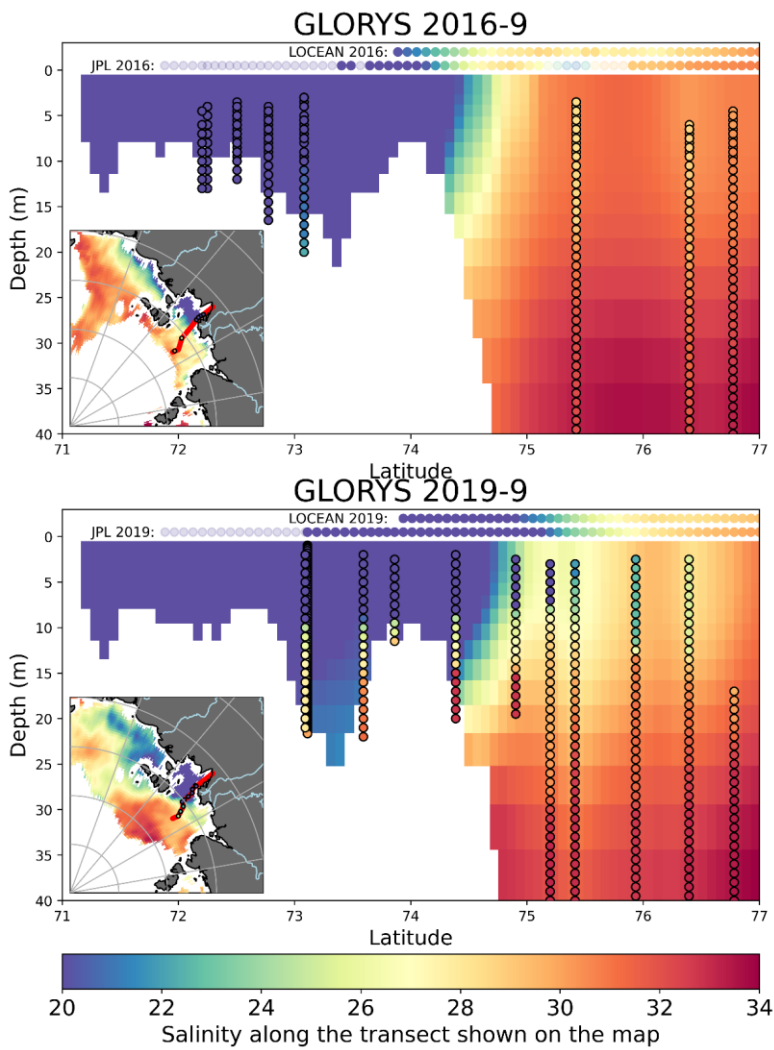 GLORYS 2016-9
LOCEAN 2016:
JPL 2016:
0
5
10
15
20
25
30
35
40
Depth (m)
71 72 73 74 75 76 77
Latitude
GLORYS 2019-9
LOCEAN 2019:
JPL 2019:
0
5
10
15
20
25
30
35
40
Depth (m)
71 72 73 74 75 76 77
Latitude
20 22 24 26 28 30 32 34
Salinity along the transect shown on the map